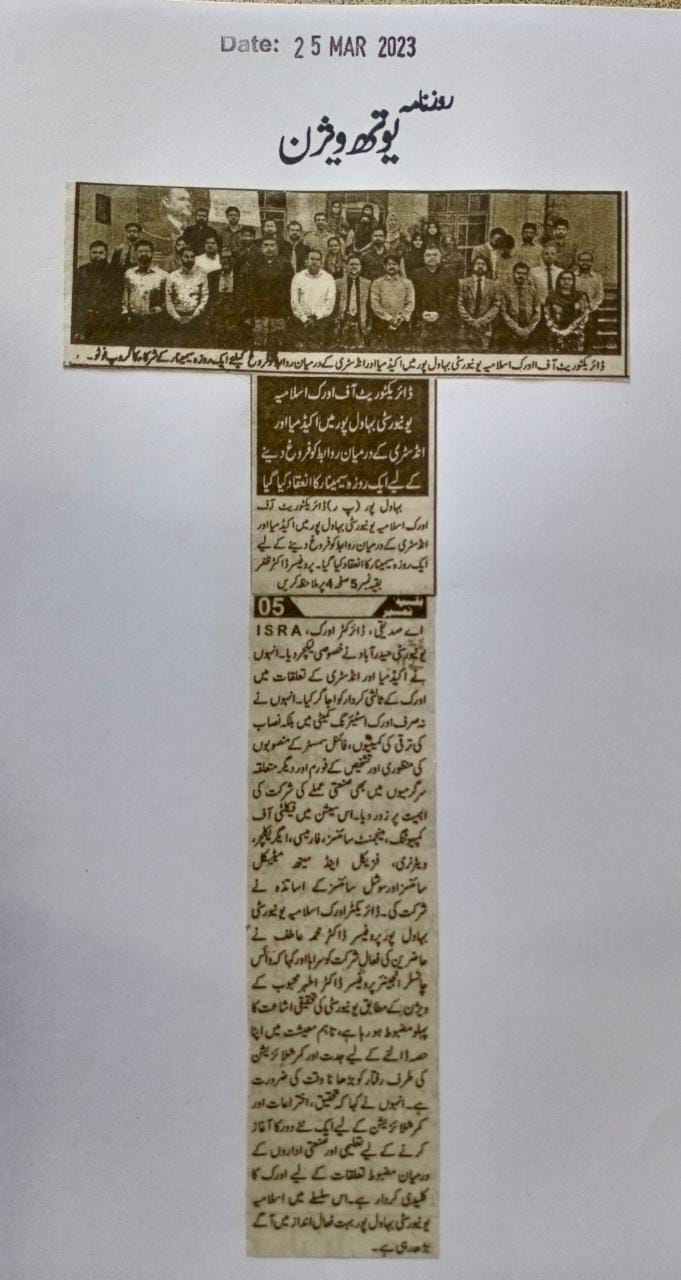 Date: 25 MAR 2023
روزنامہ
یوتھ ویژن
ڈائریکٹوریٹ آف اورک اسلامیہ یونیورسٹی بہاول پور میں اکیڈمیا اور انڈسٹری کے درمیان روابط کو فروغ کیلئے ایک روزہ سیمینار کے شرکاء کا گروپ فوٹو۔
ڈائریکٹوریٹ آف اورک اسلامیہ
یونیورسٹی بہاول پور میں اکیڈمیا اور
انڈسٹری کے درمیان روابط کو فروغ دینے
کے لیے ایک روزہ سیمینار کا انعقاد کیا گیا
بہاول پور (پ ر) ڈائریکٹوریٹ آف
اورک اسلامیہ یونیورسٹی بہاول پور میں اکیڈمیا اور
انڈسٹری کے درمیان روابط کو فروغ دینے کے لیے
ایک روزہ سیمینار کا انعقاد کیا گیا۔ پروفیسر ڈاکٹر ظفر
بقیہ نمبر 5 صفحہ 4 پر ملاحظہ کریں
بقیہ نمبر 05
اے صدیقی، ڈائریکٹر اورک، ISRA
یونیورسٹی حیدرآباد نے خصوصی لیکچر دیا۔ انہوں
نے اکیڈمیا اور انڈسٹری کے تعلقات میں
اورک کے ثالثی کردار کو اجاگر کیا۔ انہوں نے
نہ صرف اورک اسٹیئرنگ کمیٹی میں بلکہ نصاب
کی ترقی کی کمیٹیوں، فائنل سمسٹر کے منصوبوں
کی منظوری اور تشخیص کے فورم اور دیگر متعلقہ
سرگرمیوں میں بھی صنعتی عملے کی شرکت کی
اہمیت پر زور دیا۔ اس سیشن میں فیکلٹی آف
کمپیوٹنگ، مینجمنٹ سائنسز، فارمیسی، ایگریکلچر،
ویٹرنری، فزیکل اینڈ میتھ میٹیکل
سائنسز اور سوشل سائنسز کے اساتذہ نے
شرکت کی۔ ڈائریکٹر اورک اسلامیہ یونیورسٹی
بہاول پور پروفیسر ڈاکٹر محمد عاطف نے
حاضرین کی فعال شرکت کو سراہا اور کہا کہ وائس
چانسلر انجینئر پروفیسر ڈاکٹر اطہر محبوب کے
ویژن کے مطابق یونیورسٹی کی تحقیقی اشاعت کا
پہلو مضبوط ہو رہا ہے، تاہم معیشت میں اپنا
حصہ ڈالنے کے لیے جدت اور کمرشلائزیشن
کی طرف رفتار کو بڑھانا وقت کی ضرورت
ہے۔ انہوں نے کہا کہ تحقیق، اختراعات اور
کمرشلائزیشن کے لیے ایک نئے دور کا آغاز
کرنے کے لیے تعلیمی اور صنعتی اداروں کے
درمیان مضبوط تعلقات کے لیے اورک کا
کلیدی کردار ہے۔ اس سلسلے میں اسلامیہ
یونیورسٹی بہاول پور بہت فعال انداز میں آگے
بڑھ رہی ہے۔